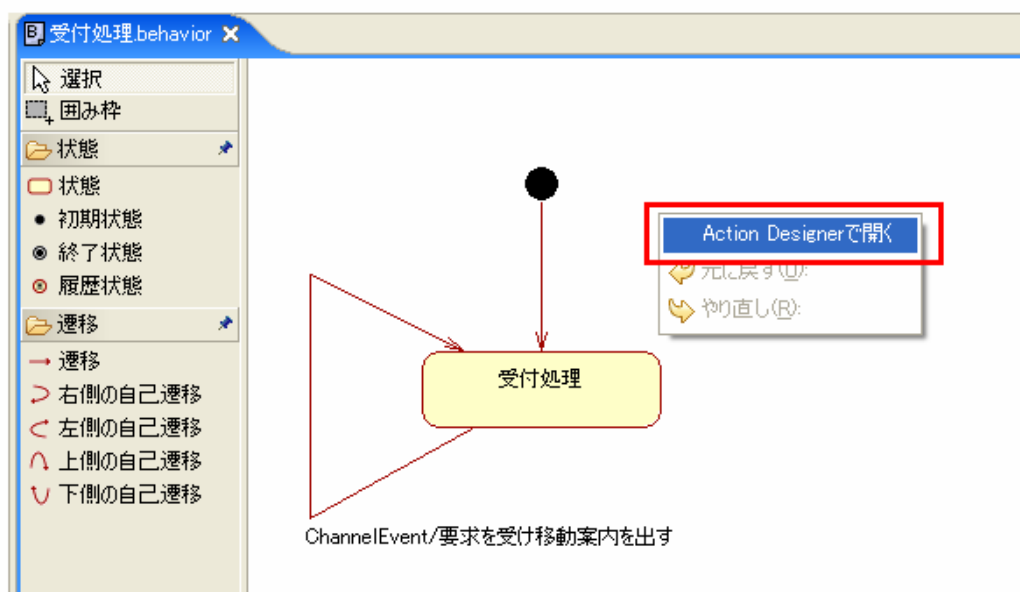 受付処理.behavior
選択
囲み枠
状態
状態
初期状態
終了状態
履歴状態
遷移
遷移
右側の自己遷移
左側の自己遷移
上側の自己遷移
下側の自己遷移
Action Designerで開く
元に戻す(U):
やり直し(R):
受付処理
ChannelEvent/要求を受け移動案内を出す